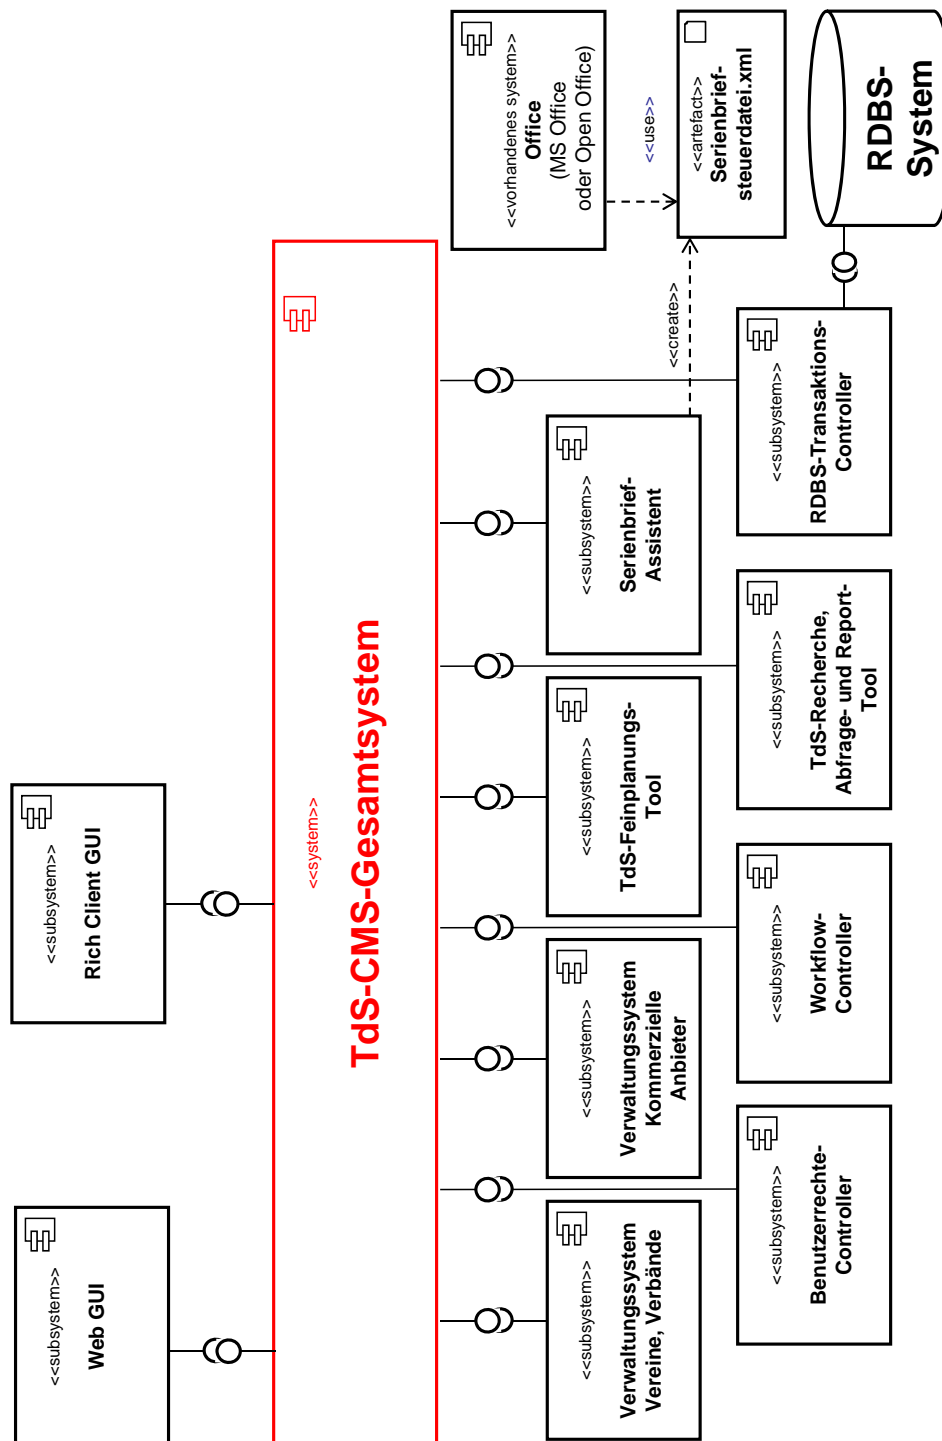 <<subsystem>>
Web GUI
<<subsystem>>
Rich Client GUI
<<system>>
TdS-CMS-Gesamtsystem
<<vorhandenes system>>
Office
(MS Office
oder Open Office)
<<use>>
<<artefact>>
Serienbrief-
steuerdatei.xml
<<create>>
RDBS-
System
<<subsystem>>
Verwaltungssystem
Vereine, Verbände
<<subsystem>>
Verwaltungssystem
Kommerzielle
Anbieter
<<subsystem>>
TdS-Feinplanungs-
Tool
<<subsystem>>
Serienbrief-
Assistent
<<subsystem>>
Benutzerrechte-
Controller
<<subsystem>>
Workflow-
Controller
<<subsystem>>
TdS-Recherche,
Abfrage- und Report-
Tool
<<subsystem>>
RDBS-Transaktions-
Controller